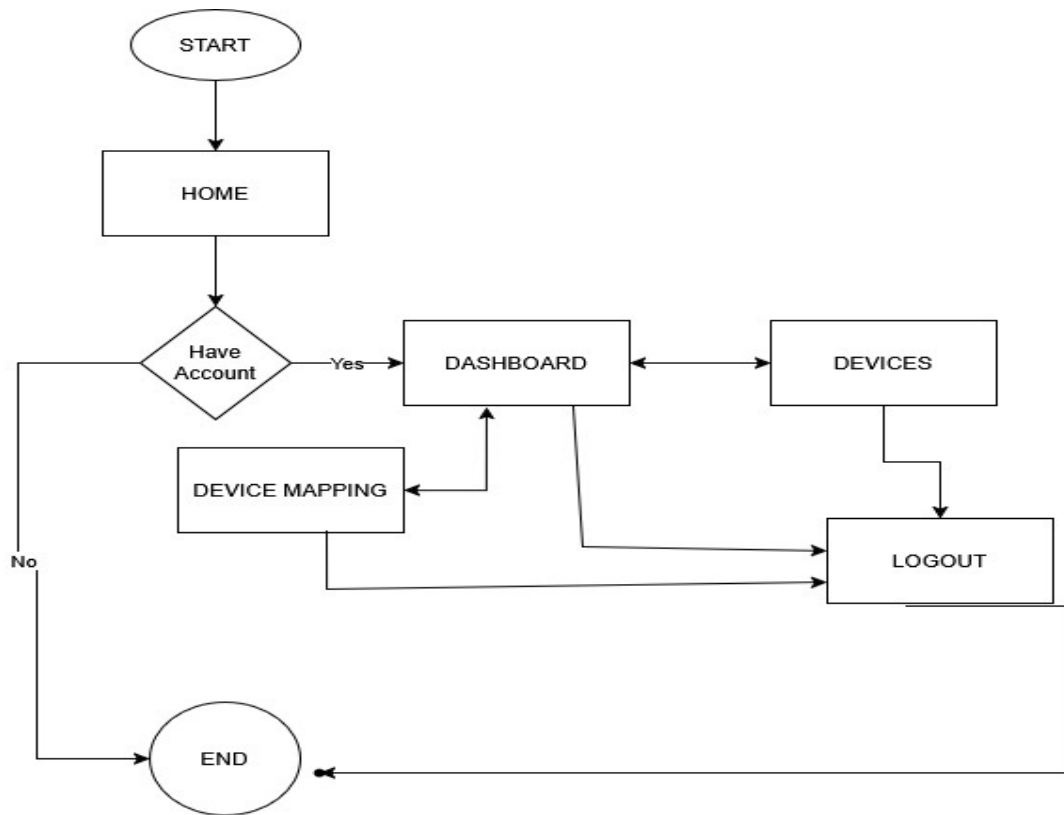 START
HOME
Have
Account
Yes
DASHBOARD
DEVICES
DEVICE MAPPING
No
LOGOUT
END